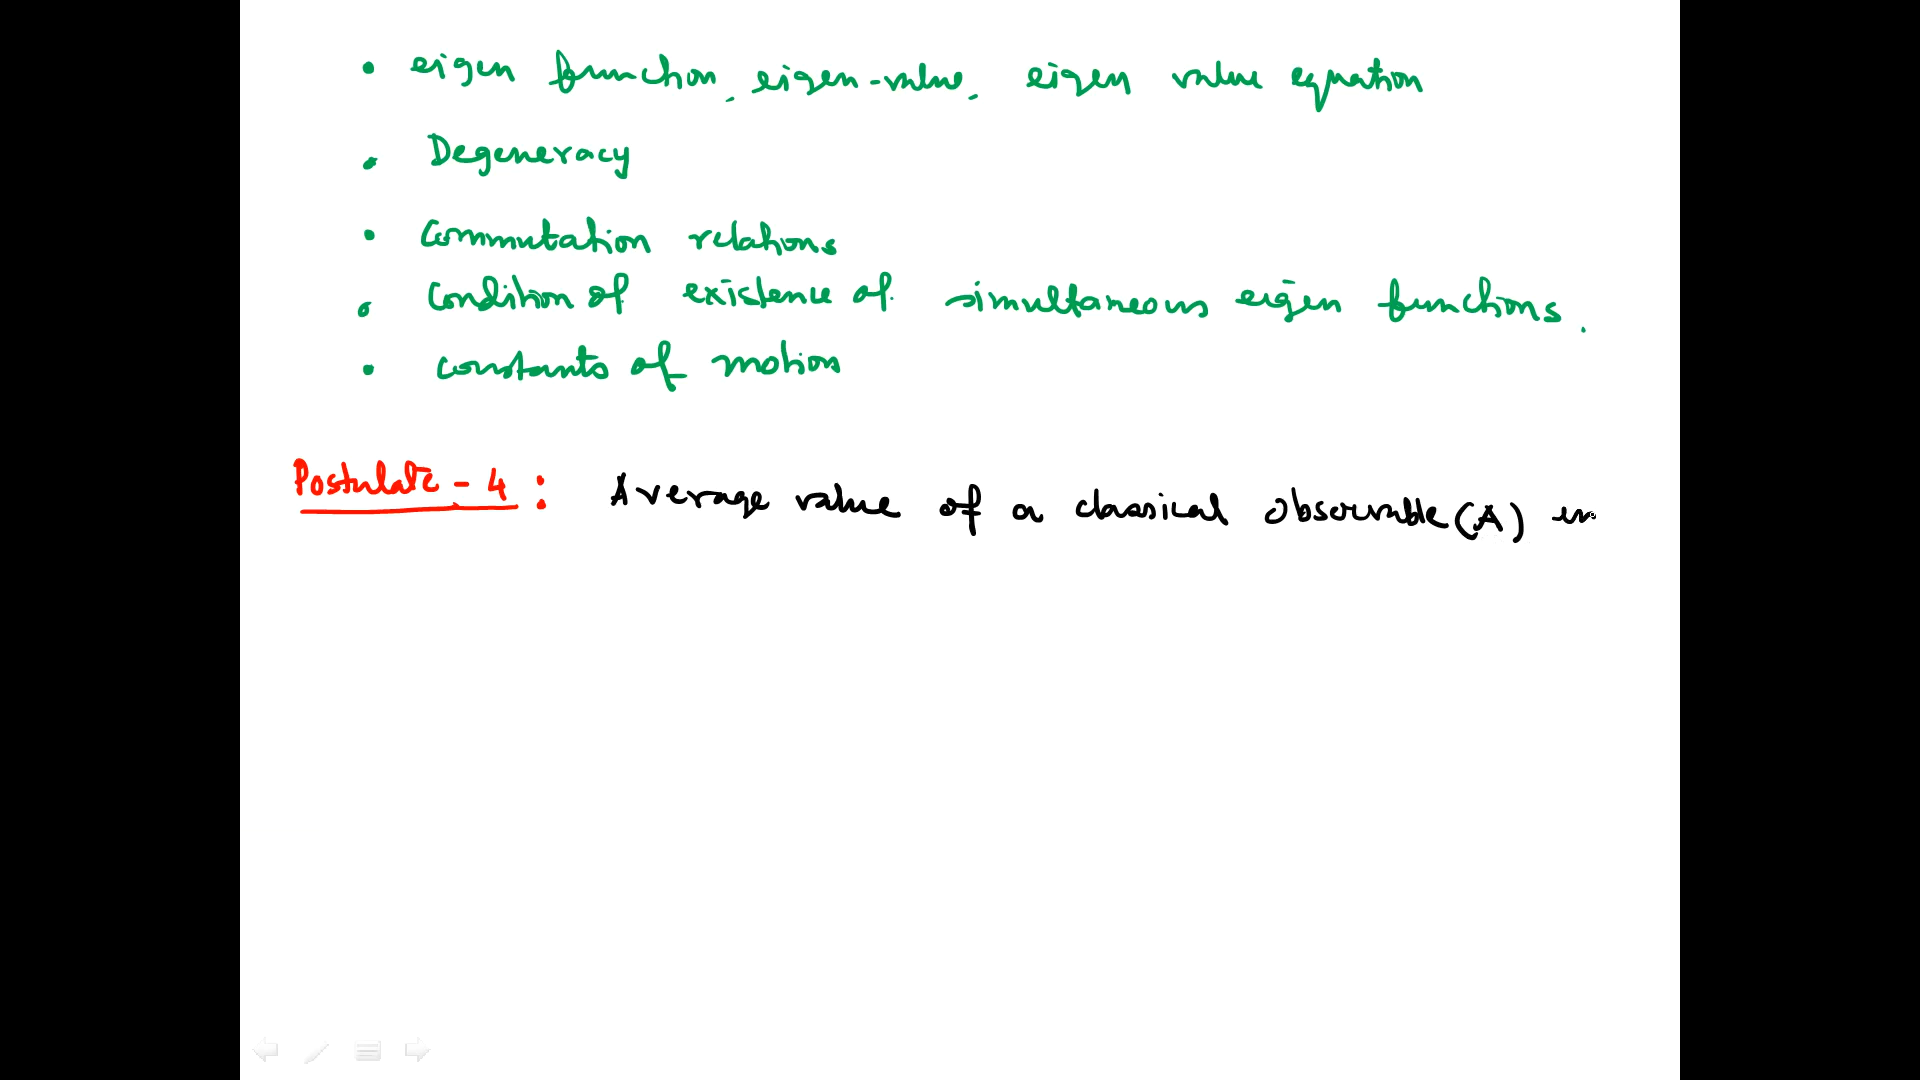 • eigen function, eigen-value, eigen value equation
• Degeneracy
• Commutation relations
• Condition of existence of simultaneous eigen functions.
• constants of motion
Postulate - 4 : Average value of a classical observable (A) in